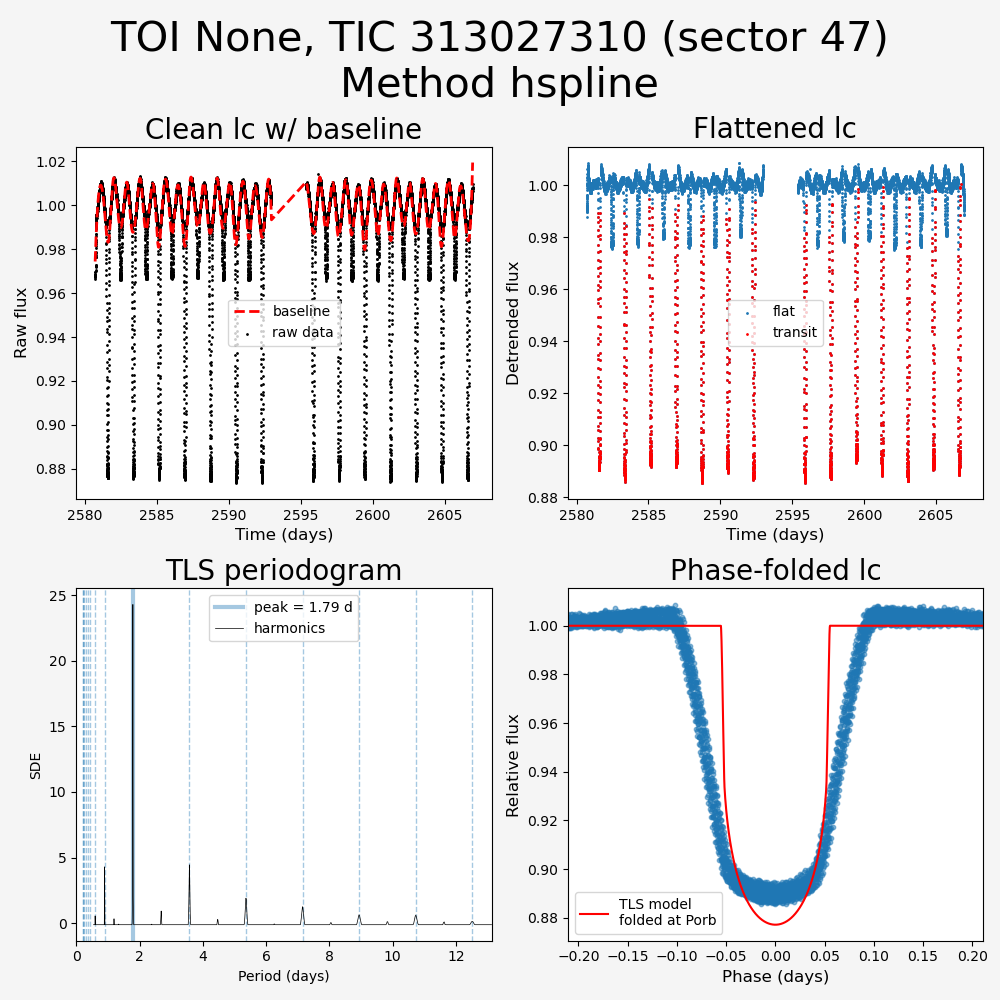 TOI None, TIC 313027310 (sector 47)
Method hspline
Clean lc w/ baseline
Raw flux
1.02
1.00
0.98
0.96
0.94
0.92
0.90
0.88
baseline
raw data
2580
2585
2590
2595
2600
2605
Time (days)
Flattened lc
Detrended flux
1.00
0.98
0.96
0.94
0.92
0.90
0.88
flat
transit
2580
2585
2590
2595
2600
2605
Time (days)
TLS periodogram
SDE
25
20
15
10
5
0
peak = 1.79 d
harmonics
0
2
4
6
8
10
12
Period (days)
Phase-folded lc
Relative flux
1.00
0.98
0.96
0.94
0.92
0.90
0.88
TLS model
folded at Porb
−0.20
−0.15
−0.10
−0.05
0.00
0.05
0.10
0.15
0.20
Phase (days)